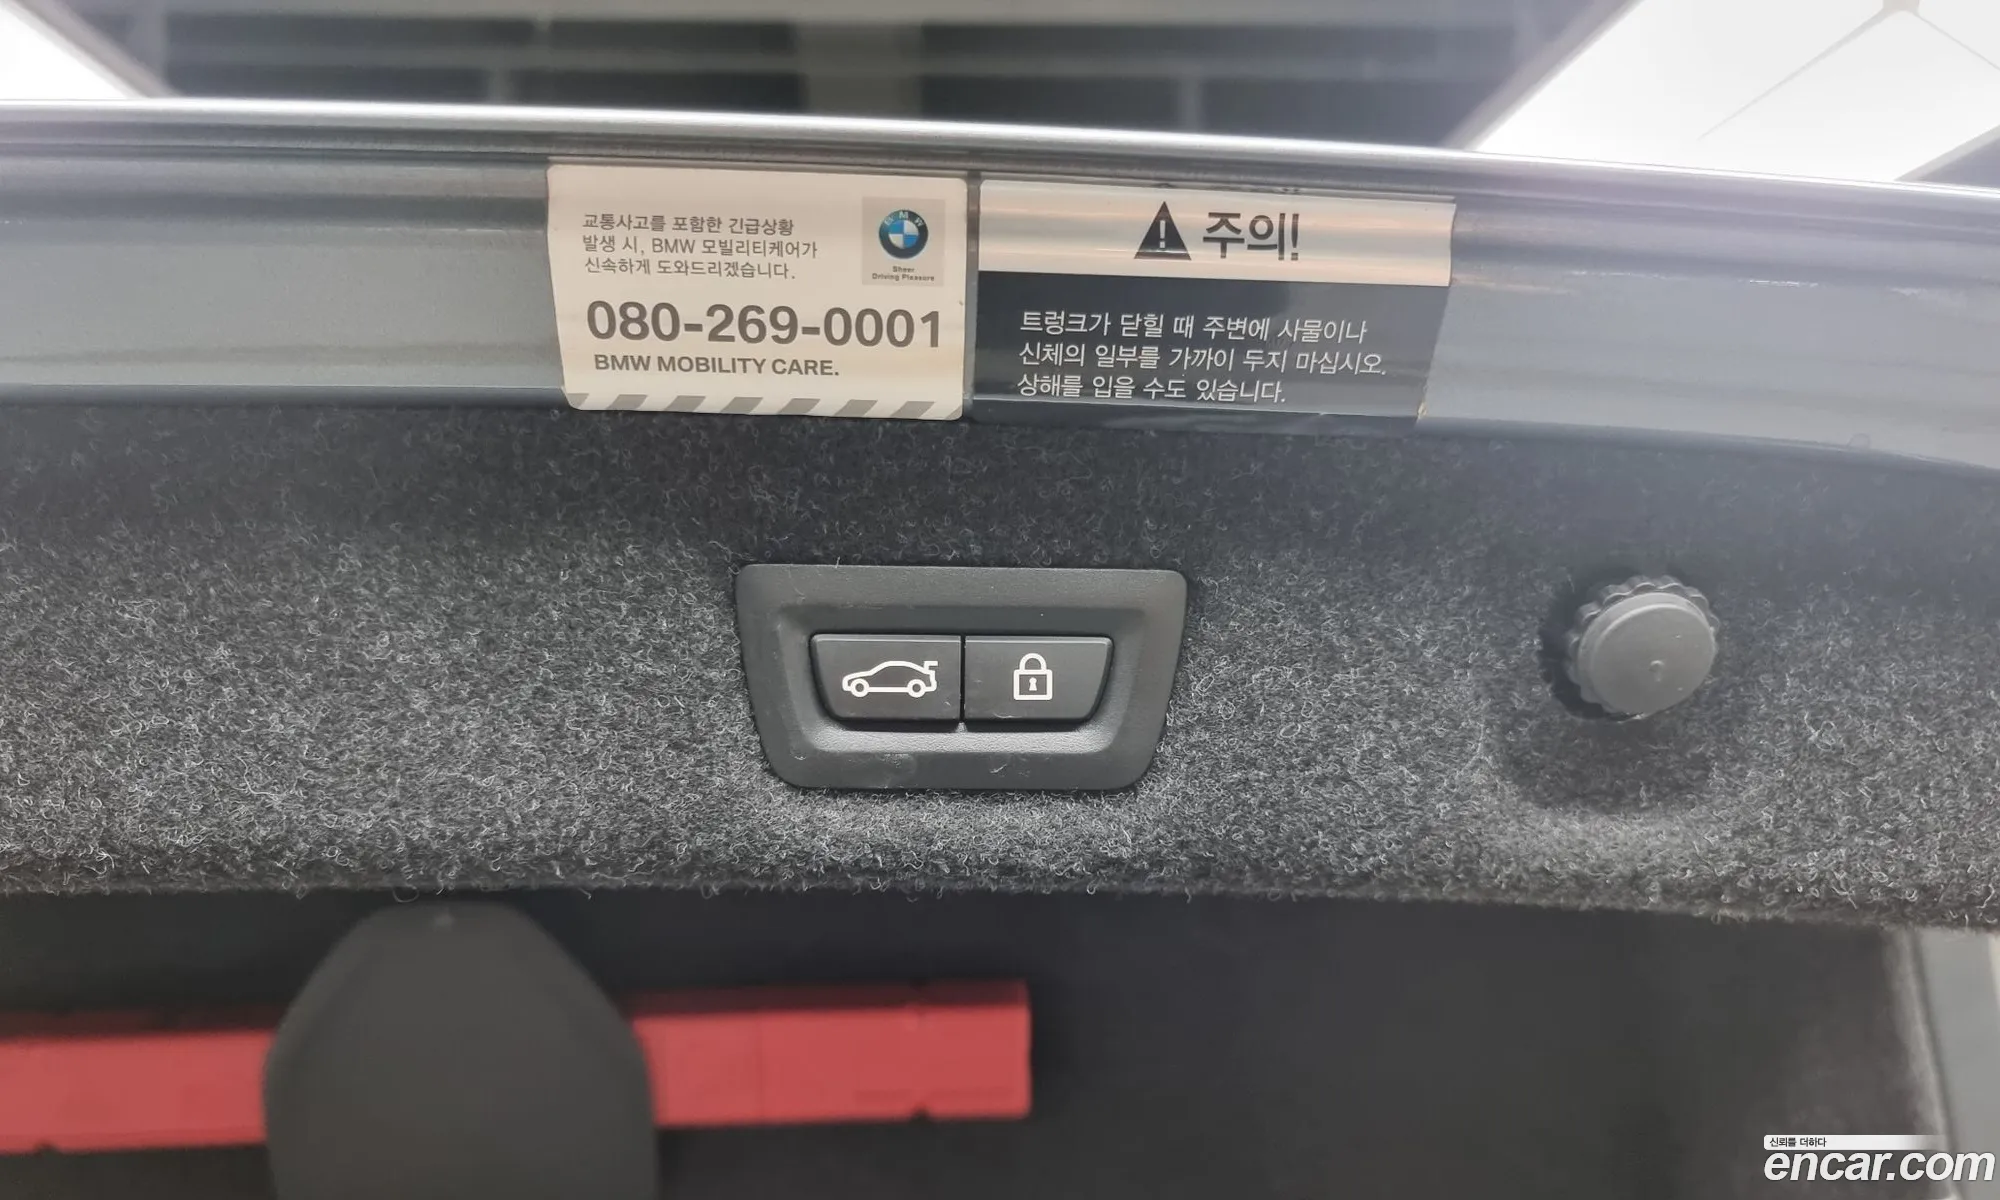 교통사고를 포함한 긴급상황
발생 시, BMW 모빌리티케어가
신속하게 도와드리겠습니다.
BMW
Sheer
Driving Pleasure
080-269-0001
BMW MOBILITY CARE.
주의!
트렁크가 닫힐 때 주변에 사물이나
신체의 일부를 가까이 두지 마십시오.
상해를 입을 수도 있습니다.
신뢰를 더하다
encar.com